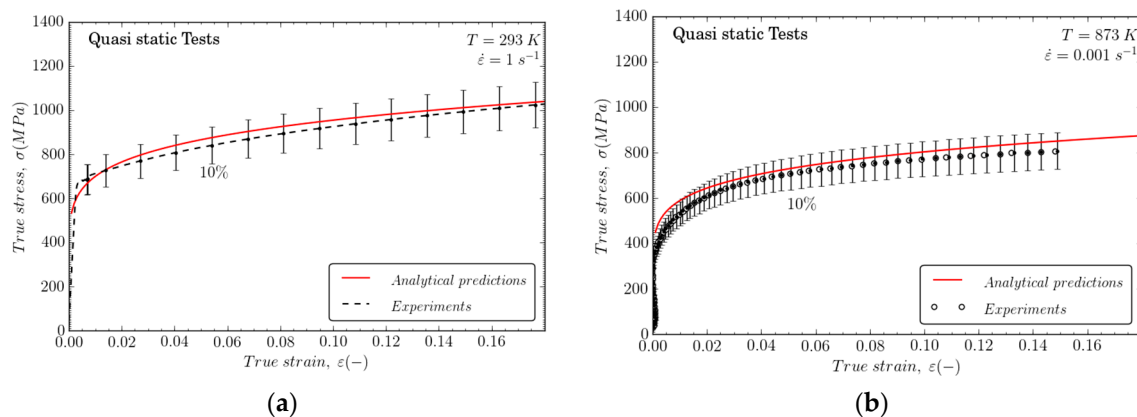 Quasi static Tests
T = 293 K
ε̇ = 1 s⁻¹
1400
1200
1000
800
600
400
200
0
True stress, σ(MPa)
10%
Analytical predictions
Experiments
0.00 0.02 0.04 0.06 0.08 0.10 0.12 0.14 0.16
True strain, ε(−)
(a)
Quasi static Tests
T = 873 K
ε̇ = 0.001 s⁻¹
1400
1200
1000
800
600
400
200
0
True stress, σ(MPa)
10%
Analytical predictions
Experiments
0.00 0.02 0.04 0.06 0.08 0.10 0.12 0.14 0.16
True strain, ε(−)
(b)